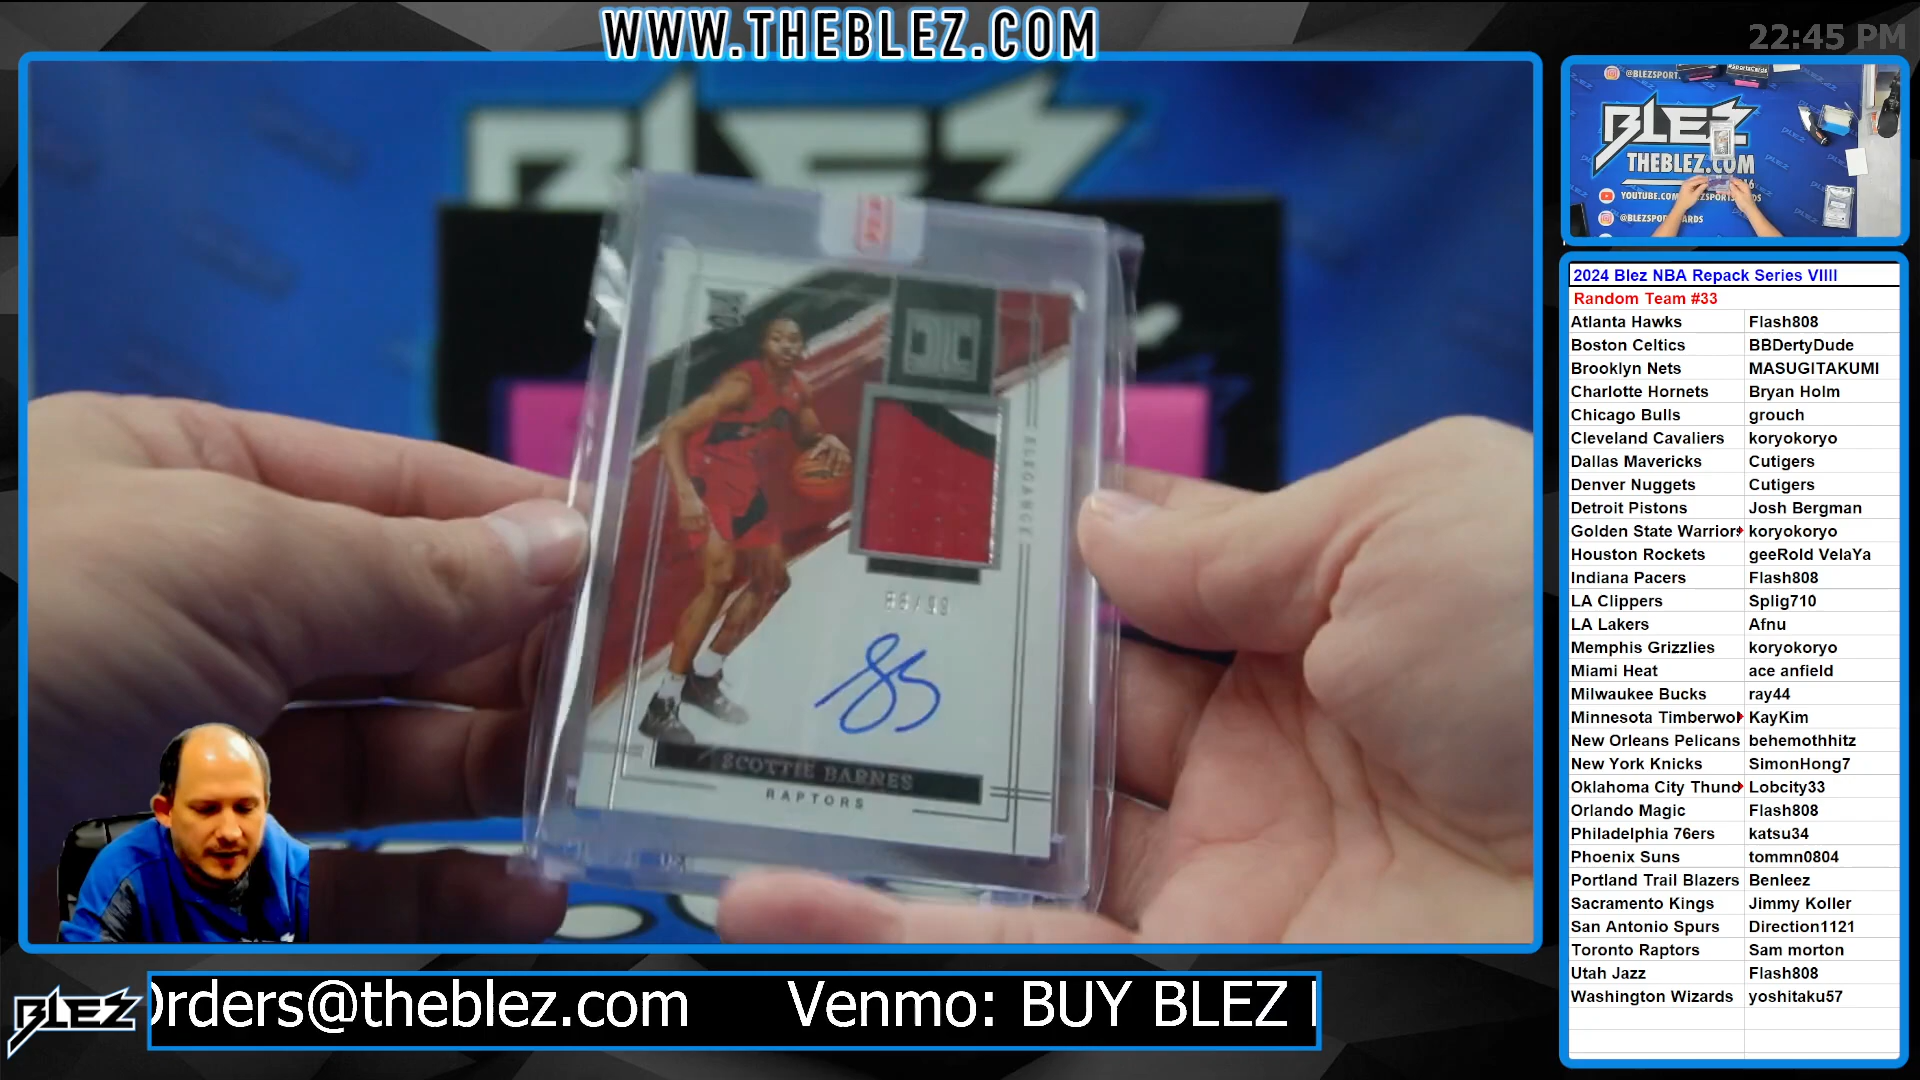 WWW.THEBLEZ.COM
22:45 PM
BLEZ
ELEGANCE
SCOTTIE BARNES
RAPTORS
BLEZ
THEBLEZ.COM
@BLEZSPORT
YOUTUBE.COM
2024 Blez NBA Repack Series VIIII
Random Team #33
Atlanta Hawks Flash808
Boston Celtics BBDertyDude
Brooklyn Nets MASUGITAKUMI
Charlotte Hornets Bryan Holm
Chicago Bulls grouch
Cleveland Cavaliers koryokoryo
Dallas Mavericks Cutigers
Denver Nuggets Cutigers
Detroit Pistons Josh Bergman
Golden State Warriors koryokoryo
Houston Rockets geeRold VelaYa
Indiana Pacers Flash808
LA Clippers Splig710
LA Lakers Afnu
Memphis Grizzlies koryokoryo
Miami Heat ace anfield
Milwaukee Bucks ray44
Minnesota Timberwol KayKim
New Orleans Pelicans behemothhitz
New York Knicks SimonHong7
Oklahoma City Thund Lobcity33
Orlando Magic Flash808
Philadelphia 76ers katsu34
Phoenix Suns tommn0804
Portland Trail Blazers Benleez
Sacramento Kings Jimmy Koller
San Antonio Spurs Direction1121
Toronto Raptors Sam morton
Utah Jazz Flash808
Washington Wizards yoshitaku57
BLEZ
Orders@theblez.com Venmo: BUY BLEZ